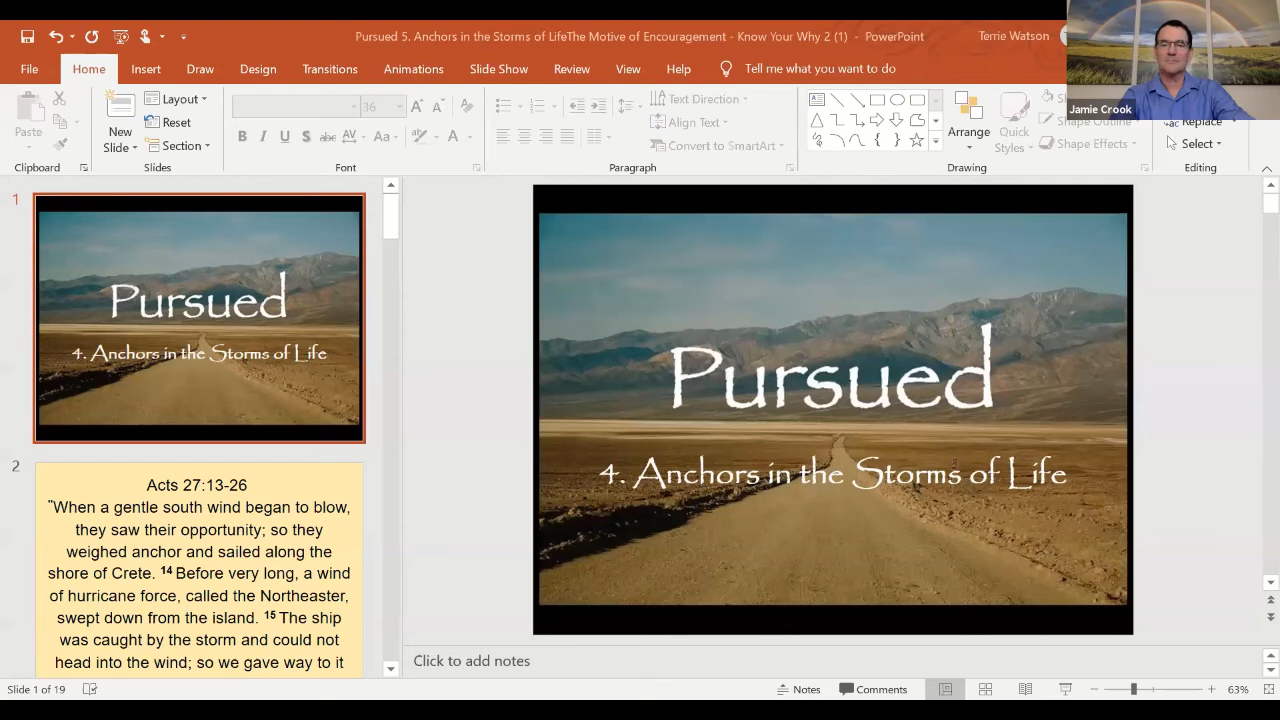 Pursued 5. Anchors in the Storms of LifeThe Motive of Encouragement - Know Your Why 2 (1) - PowerPoint
Terrie Watson
File Home Insert Draw Design Transitions Animations Slide Show Review View Help Tell me what you want to do
Jamie Crook
Paste
Clipboard
New
Slide
Layout
Reset
Section
Slides
36
B I U S abc AV Aa A
Font
Text Direction
Align Text
Convert to SmartArt
Paragraph
Arrange
Quick
Styles
Shape Outline
Shape Effects
Drawing
Replace
Select
Editing
1
Pursued
4. Anchors in the Storms of Life
2
Acts 27:13-26
"When a gentle south wind began to blow,
they saw their opportunity; so they
weighed anchor and sailed along the
shore of Crete. 14 Before very long, a wind
of hurricane force, called the Northeaster,
swept down from the island. 15 The ship
was caught by the storm and could not
head into the wind; so we gave way to it
Pursued
4. Anchors in the Storms of Life
Click to add notes
Slide 1 of 19
Notes
Comments
63%